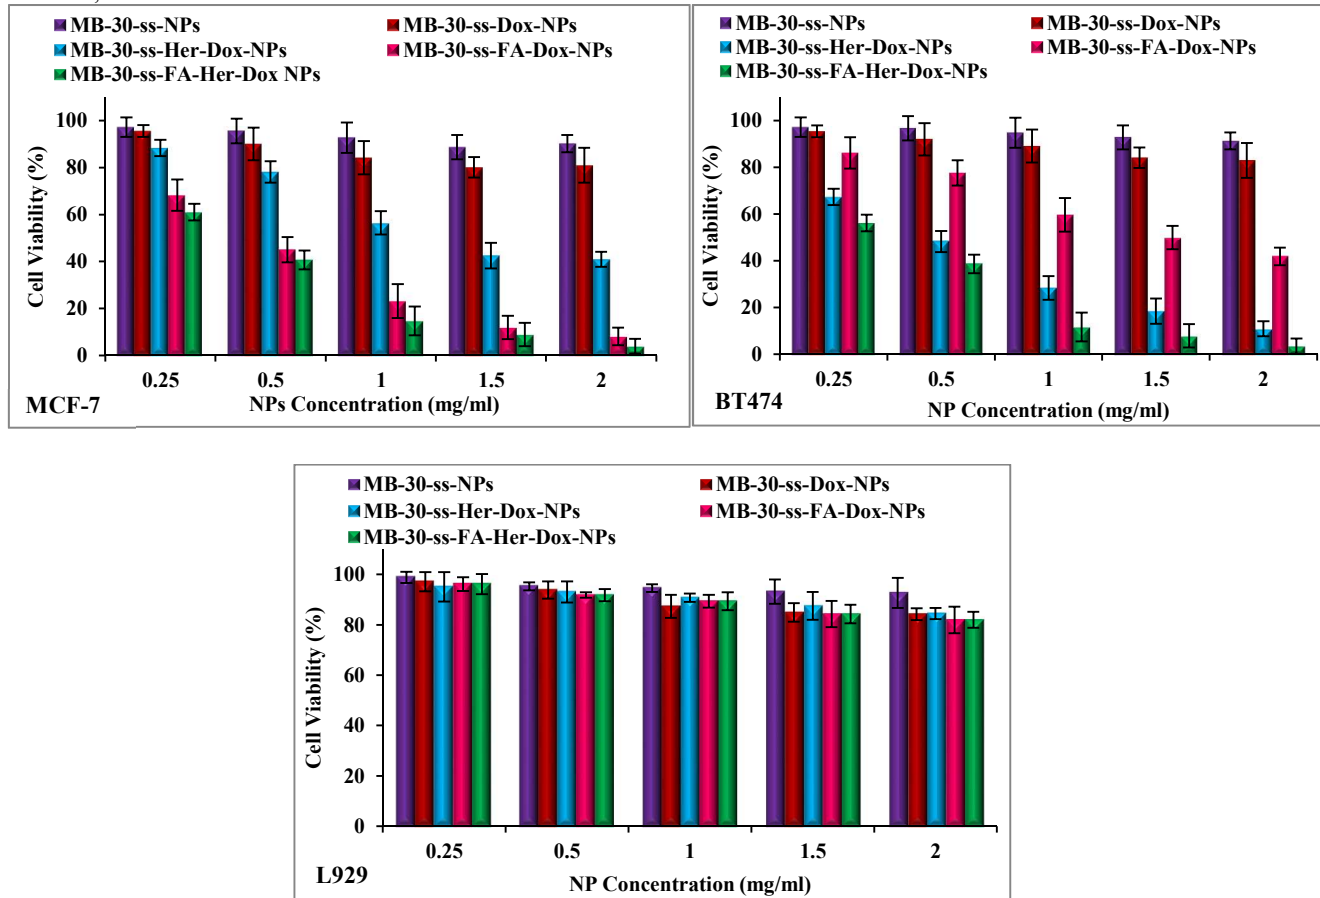 MB-30-ss-NPs MB-30-ss-Dox-NPs
MB-30-ss-Her-Dox-NPs MB-30-ss-FA-Dox-NPs
MB-30-ss-FA-Her-Dox NPs
100
80
60
40
20
0
Cell Viability (%)
0.25 0.5 1 1.5 2
MCF-7 NPs Concentration (mg/ml)
MB-30-ss-NPs MB-30-ss-Dox-NPs
MB-30-ss-Her-Dox-NPs MB-30-ss-FA-Dox-NPs
MB-30-ss-FA-Her-Dox-NPs
100
80
60
40
20
0
Cell Viability (%)
0.25 0.5 1 1.5 2
BT474 NP Concentration (mg/ml)
MB-30-ss-NPs MB-30-ss-Dox-NPs
MB-30-ss-Her-Dox-NPs MB-30-ss-FA-Dox-NPs
MB-30-ss-FA-Her-Dox-NPs
100
80
60
40
20
0
Cell Viability (%)
0.25 0.5 1 1.5 2
L929 NP Concentration (mg/ml)